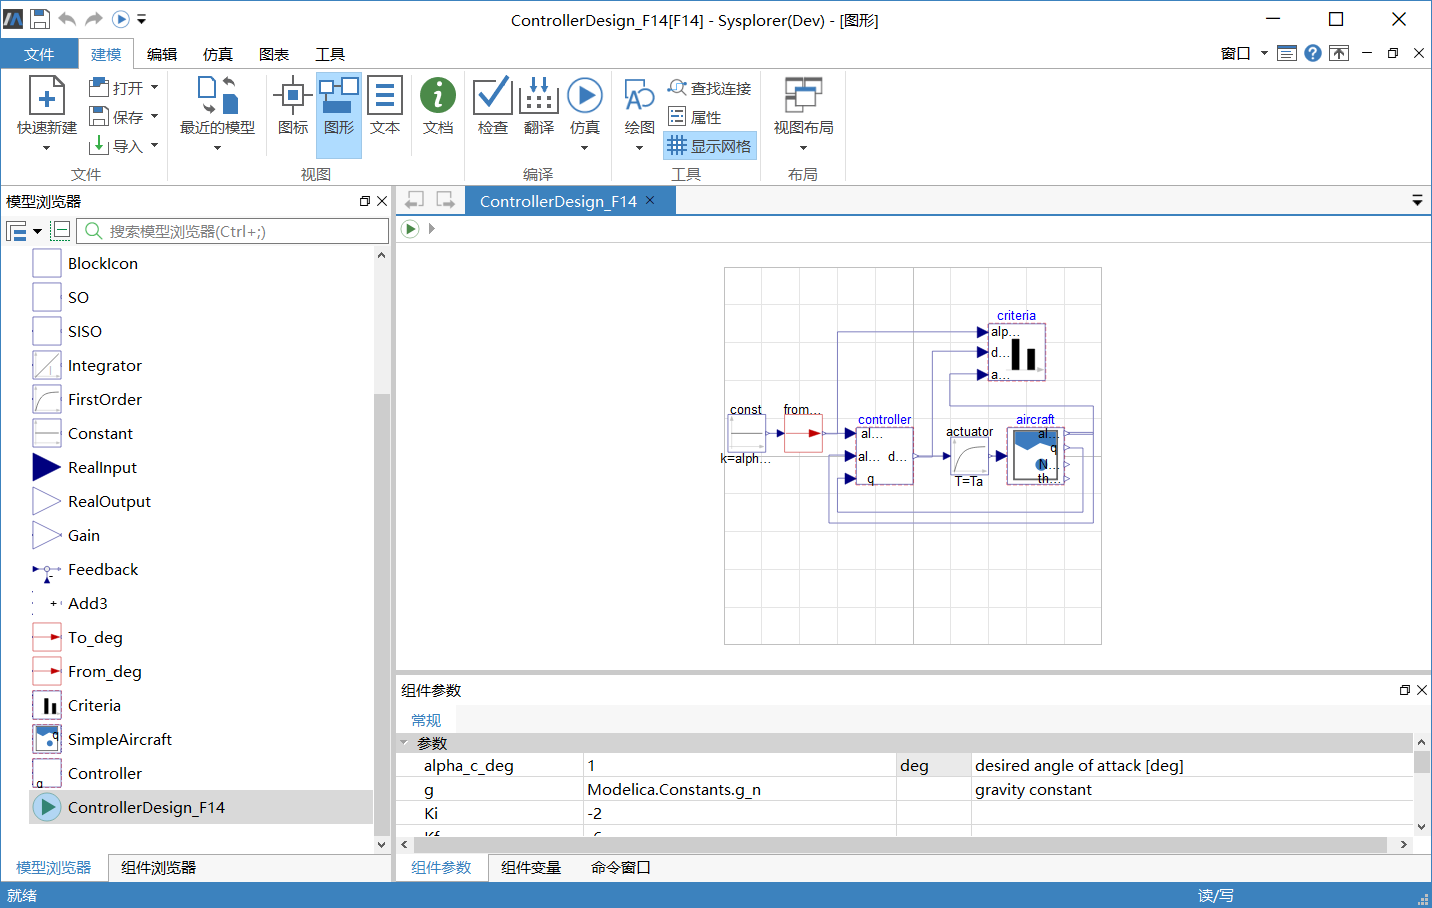 ControllerDesign_F14[F14] - Sysplorer(Dev) - [图形]
文件 建模 编辑 仿真 图表 工具 窗口
快速新建 打开 保存 导入 最近的模型 图标 图形 文本 文档 检查 翻译 仿真 绘图 查找连接 属性 显示网格 视图布局
文件 视图 编译 工具 布局
模型浏览器
搜索模型浏览器(Ctrl+;)
BlockIcon
SO
SISO
Integrator
FirstOrder
Constant
RealInput
RealOutput
Gain
Feedback
Add3
To_deg
From_deg
Criteria
q SimpleAircraft
q Controller
ControllerDesign_F14
模型浏览器 组件浏览器
ControllerDesign_F14
criteria
alp...
d...
a...
const from... controller actuator aircraft
al... al...
q
al... d... N...
q th...
k=alph... T=Ta
组件参数
常规
参数
alpha_c_deg 1 deg desired angle of attack [deg]
g Modelica.Constants.g_n gravity constant
Ki -2
Kf -6
组件参数 组件变量 命令窗口
就绪 读/写